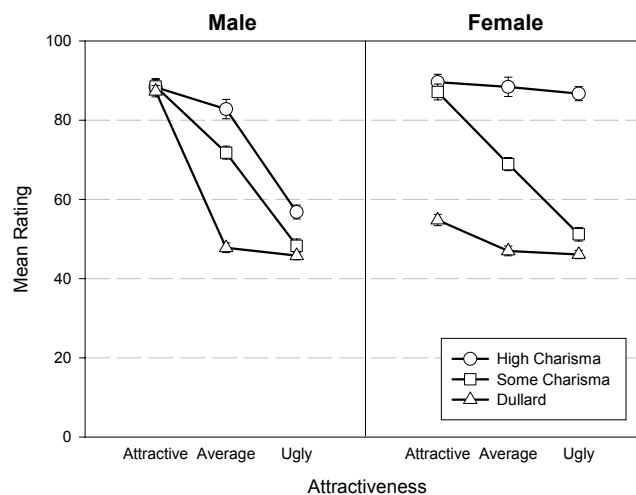 Male Female
100
80
60
40
20
0
Mean Rating
Attractive Average Ugly Attractive Average Ugly
Attractiveness
High Charisma
Some Charisma
Dullard